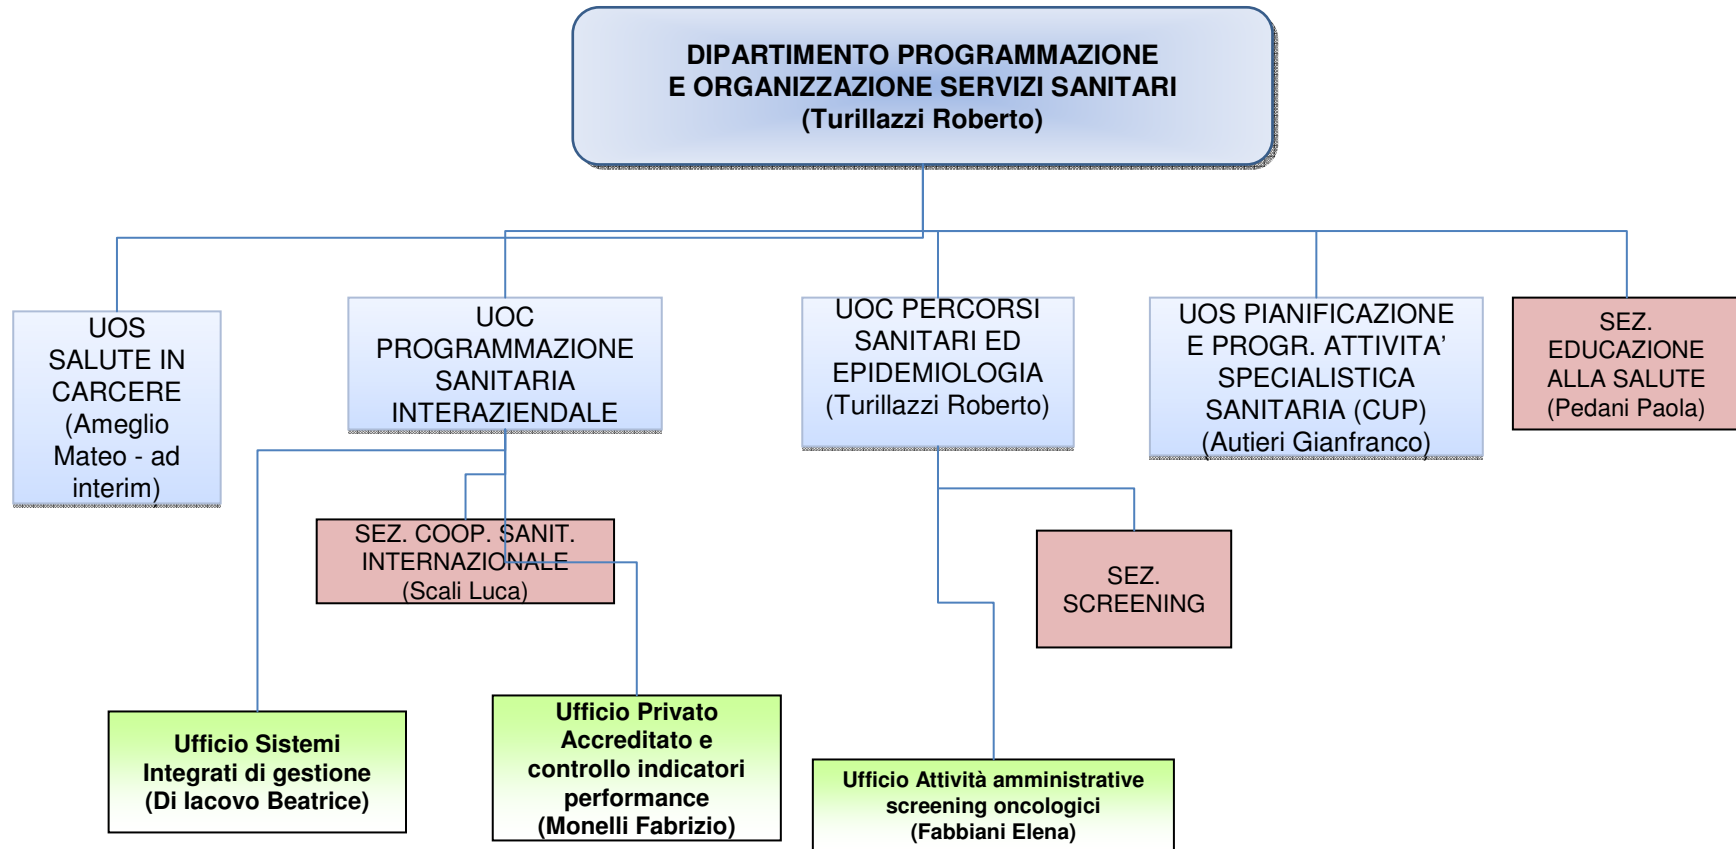 DIPARTIMENTO PROGRAMMAZIONE
E ORGANIZZAZIONE SERVIZI SANITARI
(Turillazzi Roberto)
UOS
SALUTE IN
CARCERE
(Ameglio
Mateo - ad
interim)
UOC
PROGRAMMAZIONE
SANITARIA
INTERAZIENDALE
UOC PERCORSI
SANITARI ED
EPIDEMIOLOGIA
(Turillazzi Roberto)
UOS PIANIFICAZIONE
E PROGR. ATTIVITA’
SPECIALISTICA
SANITARIA (CUP)
(Autieri Gianfranco)
SEZ.
EDUCAZIONE
ALLA SALUTE
(Pedani Paola)
SEZ. COOP. SANIT.
INTERNAZIONALE
(Scali Luca)
SEZ.
SCREENING
Ufficio Sistemi
Integrati di gestione
(Di Iacovo Beatrice)
Ufficio Privato
Accreditato e
controllo indicatori
performance
(Monelli Fabrizio)
Ufficio Attività amministrative
screening oncologici
(Fabbiani Elena)